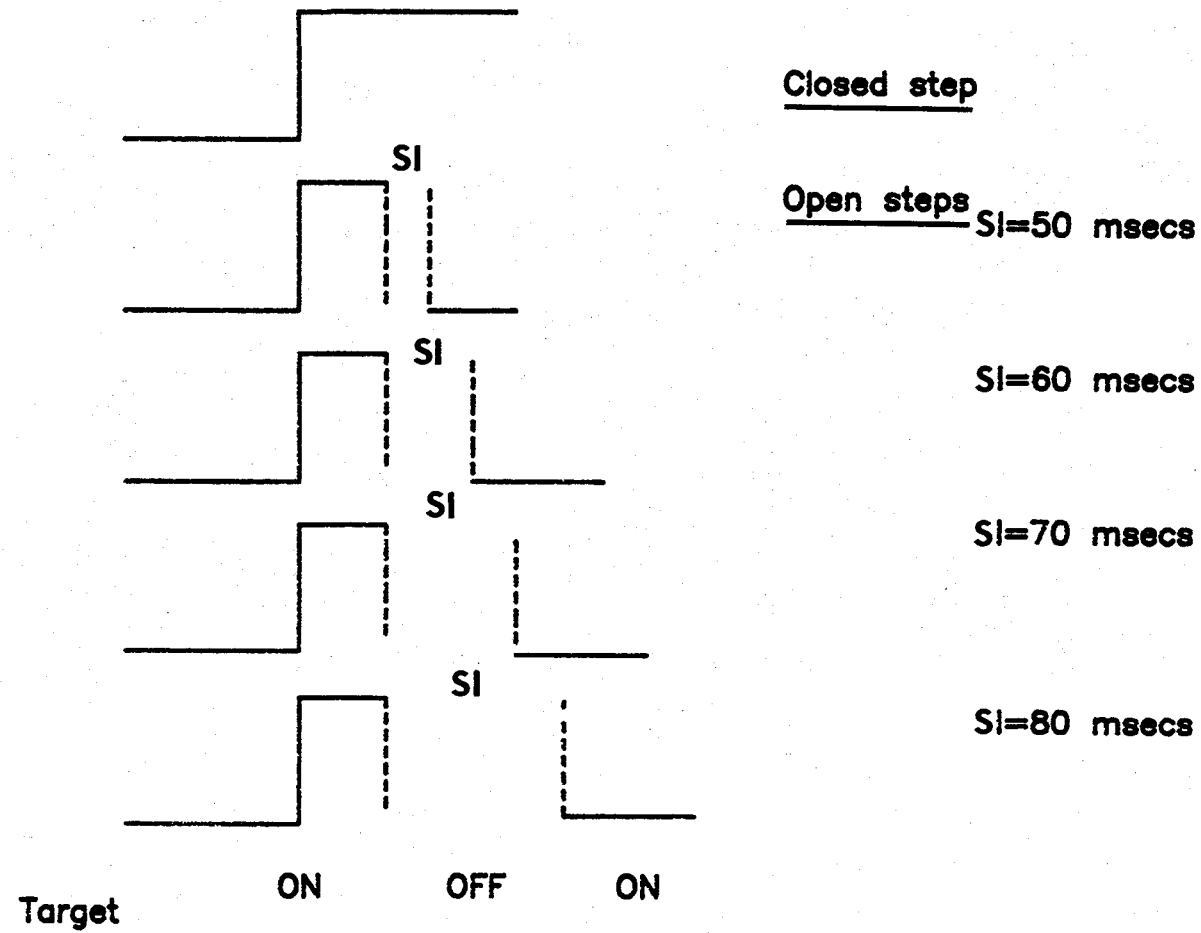 Closed step
SI
Open steps
SI=50 msecs
SI
SI=60 msecs
SI
SI=70 msecs
SI
SI=80 msecs
ON OFF ON
Target